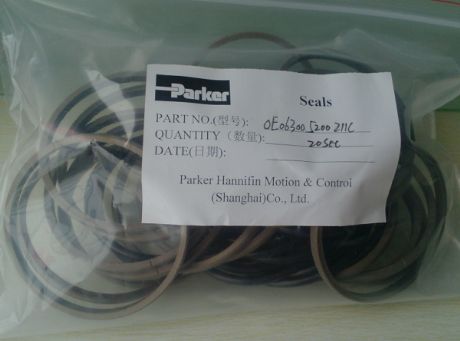 Parker
Seals
PART NO.(型号): OE06300 5200 Z11C
QUANTITY (数量): 20SEC
DATE(日期):
Parker Hannifin Motion & Control
(Shanghai)Co., Ltd.